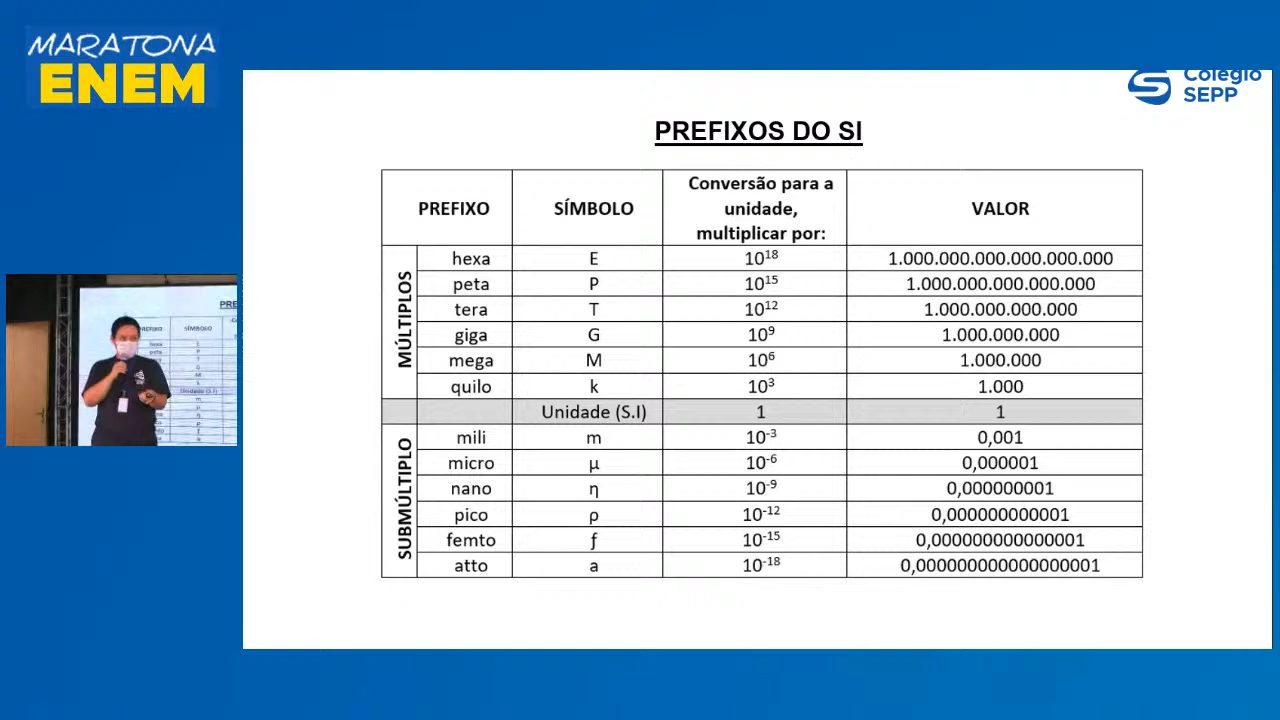 MARATONA
ENEM
Colégio
SEPP
PREFIXOS DO SI
PREFIXO SÍMBOLO Conversão para a unidade, multiplicar por: VALOR
MÚLTIPLOS
hexa E 10¹⁸ 1.000.000.000.000.000.000
peta P 10¹⁵ 1.000.000.000.000.000
tera T 10¹² 1.000.000.000.000
giga G 10⁹ 1.000.000.000
mega M 10⁶ 1.000.000
quilo k 10³ 1.000
Unidade (S.I) 1 1
SUBMÚLTIPLO
mili m 10⁻³ 0,001
micro μ 10⁻⁶ 0,000001
nano η 10⁻⁹ 0,000000001
pico ρ 10⁻¹² 0,000000000001
femto ƒ 10⁻¹⁵ 0,000000000000001
atto a 10⁻¹⁸ 0,000000000000000001